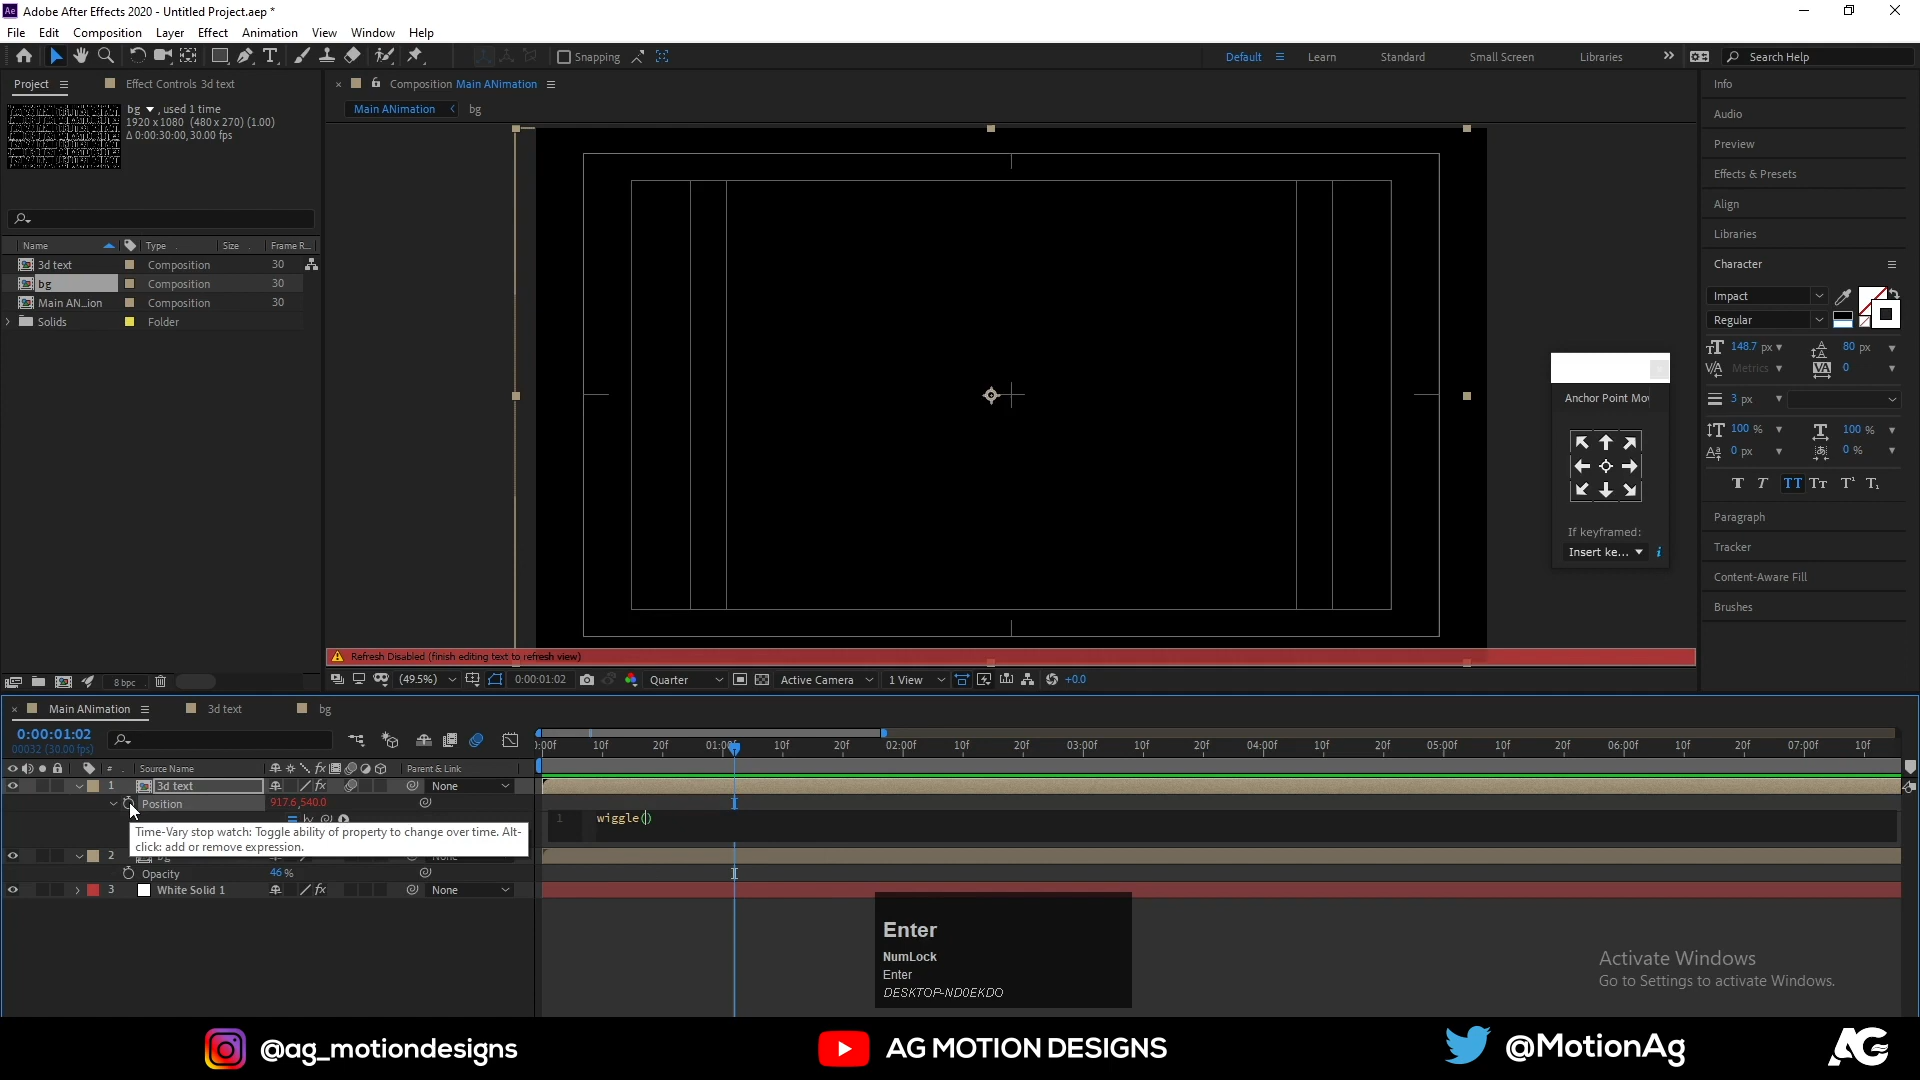 Adobe After Effects 2020 - Untitled Project.aep *
File Edit Composition Layer Effect Animation View Window Help
Snapping
Default Learn Standard Small Screen Libraries Search Help
Project Effect Controls 3d text
Composition Main ANimation
Main ANimation bg
bg , used 1 time
1920 x 1080 (480 x 270) (1.00)
Δ 0:00:30:00, 30.00 fps
Name Type Size Frame R...
3d text Composition 30
bg Composition 30
Main AN...ion Composition 30
Solids Folder
Info
Audio
Preview
Effects & Presets
Align
Libraries
Character
Impact
Regular
148.7 px 80 px
Metrics 0
3 px
100 % 100 %
0 px 0 %
Paragraph
Tracker
Content-Aware Fill
Brushes
Anchor Point Mo
If keyframed:
Insert ke...
Refresh Disabled (finish editing text to refresh view)
8 bpc
(49.5%) 0:00:01:02 Quarter Active Camera 1 View +0.0
Main ANimation 3d text bg
0:00:01:02
00032 (30.00 fps)
:00f 10f 20f 01:00f 10f 20f 02:00f 10f 20f 03:00f 10f 20f 04:00f 10f 20f 05:00f 10f 20f 06:00f 10f 20f 07:00f 10f
# Source Name Parent & Link
1 3d text None
Position 917.6,540.0
1 wiggle()
Time-Vary stop watch: Toggle ability of property to change over time. Alt-
click: add or remove expression.
2
Opacity 46 %
3 White Solid 1 None
Enter
NumLock
Enter
DESKTOP-ND0EKDO
Activate Windows
Go to Settings to activate Windows.
@ag_motiondesigns AG MOTION DESIGNS @MotionAg AG